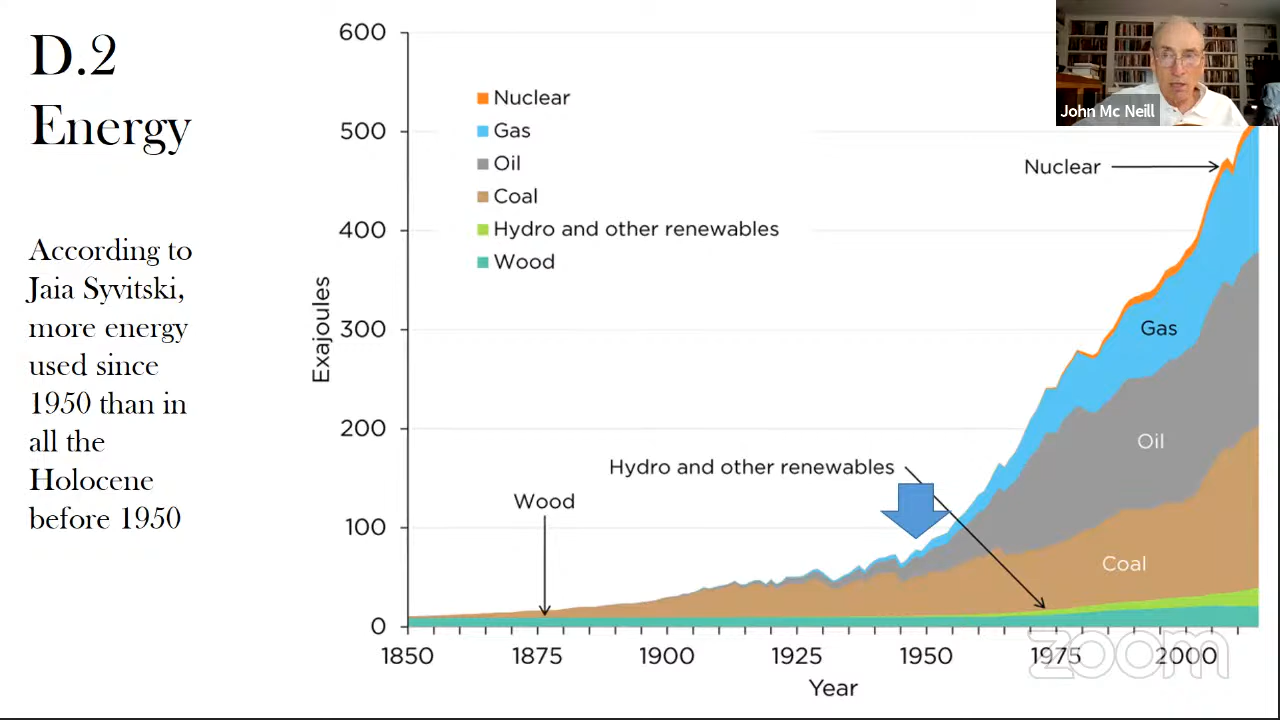 D.2
Energy
According to
Jaia Syvitski,
more energy
used since
1950 than in
all the
Holocene
before 1950
600
500
400
300
200
100
0
Exajoules
Nuclear
Gas
Oil
Coal
Hydro and other renewables
Wood
Nuclear
Gas
Oil
Coal
Hydro and other renewables
Wood
1850
1875
1900
1925
1950
1975
2000
Year
John Mc Neill
zoom